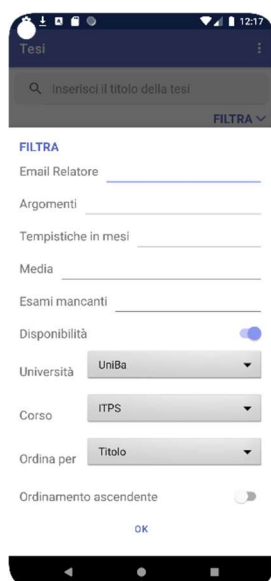 12:17
Tesi
Inserisci il titolo della tesi
FILTRA
FILTRA
Email Relatore
Argomenti
Tempistiche in mesi
Media
Esami mancanti
Disponibilità
Università UniBa
Corso ITPS
Ordina per Titolo
Ordinamento ascendente
OK